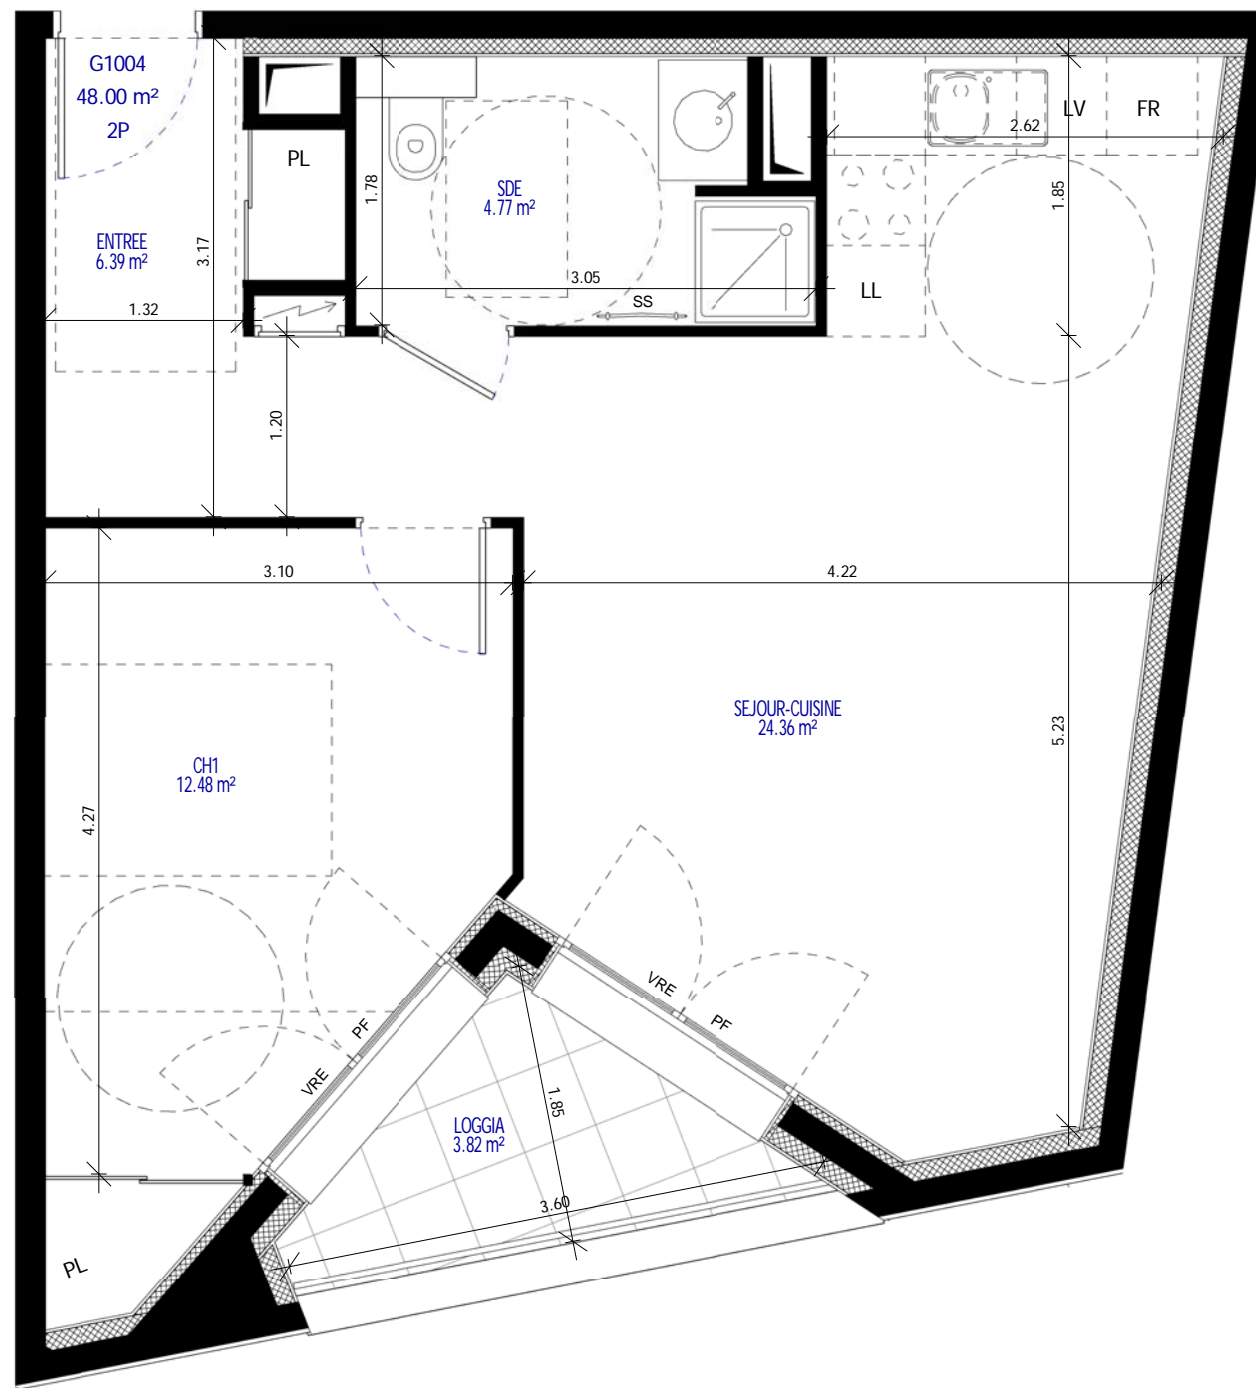 G1004
48.00 m²
2P
PL
ENTREE
6.39 m²
3.17
1.32
1.20
1.78
SDE
4.77 m²
3.05
SS
2.62
LV
FR
1.85
LL
3.10
4.22
SEJOUR-CUISINE
24.36 m²
5.23
CH1
12.48 m²
4.27
VRE
PF
VRE
PF
LOGGIA
3.82 m²
1.85
3.60
PL